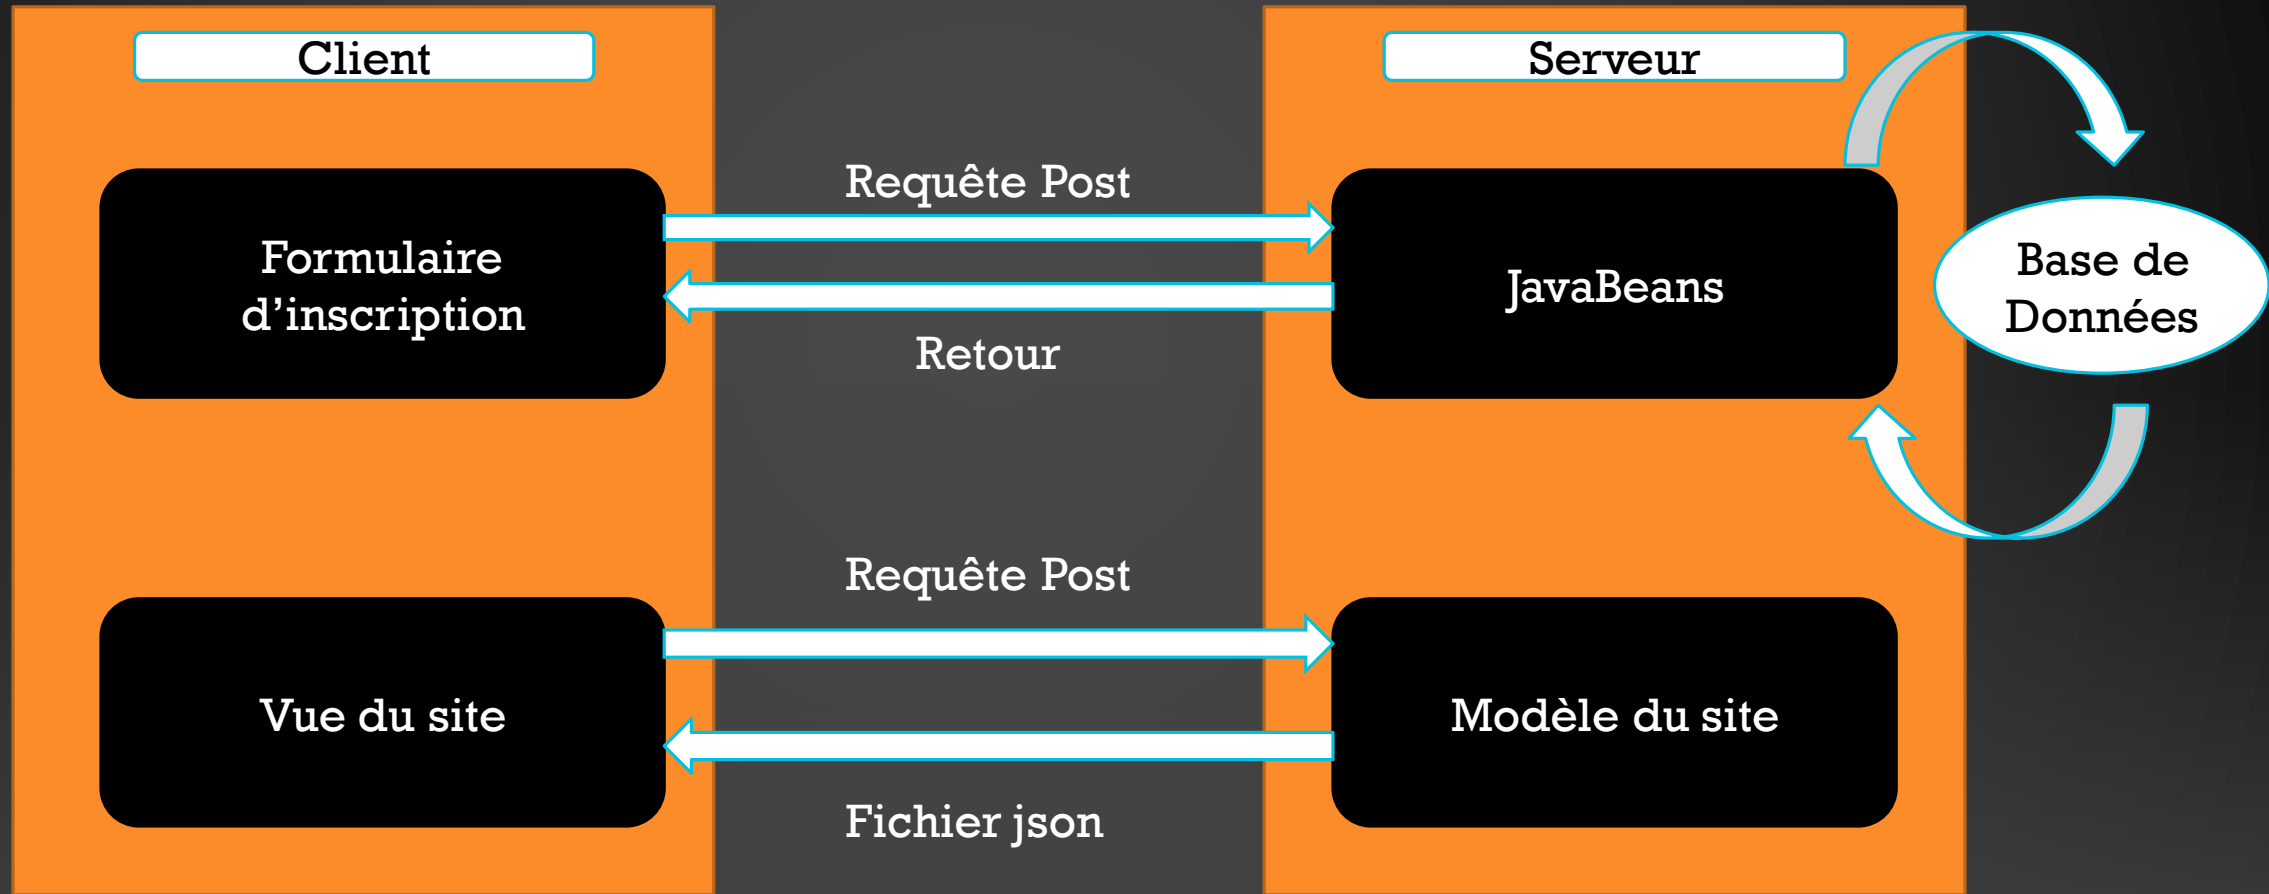 Client
Serveur
Requête Post
Formulaire
d’inscription
JavaBeans
Base de
Données
Retour
Requête Post
Vue du site
Modèle du site
Fichier json